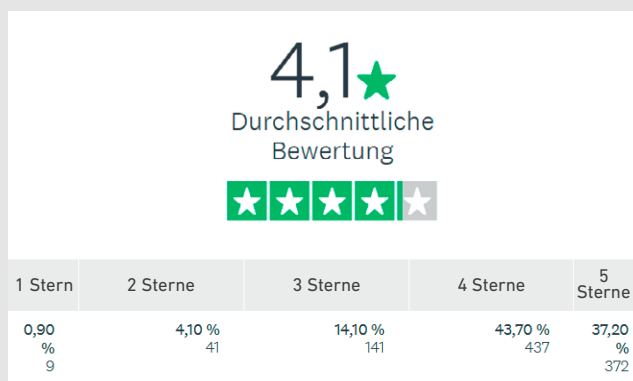 4,1
Durchschnittliche
Bewertung
1 Stern 2 Sterne 3 Sterne 4 Sterne 5 Sterne
0,90 % 4,10 % 14,10 % 43,70 % 37,20 %
9 41 141 437 372